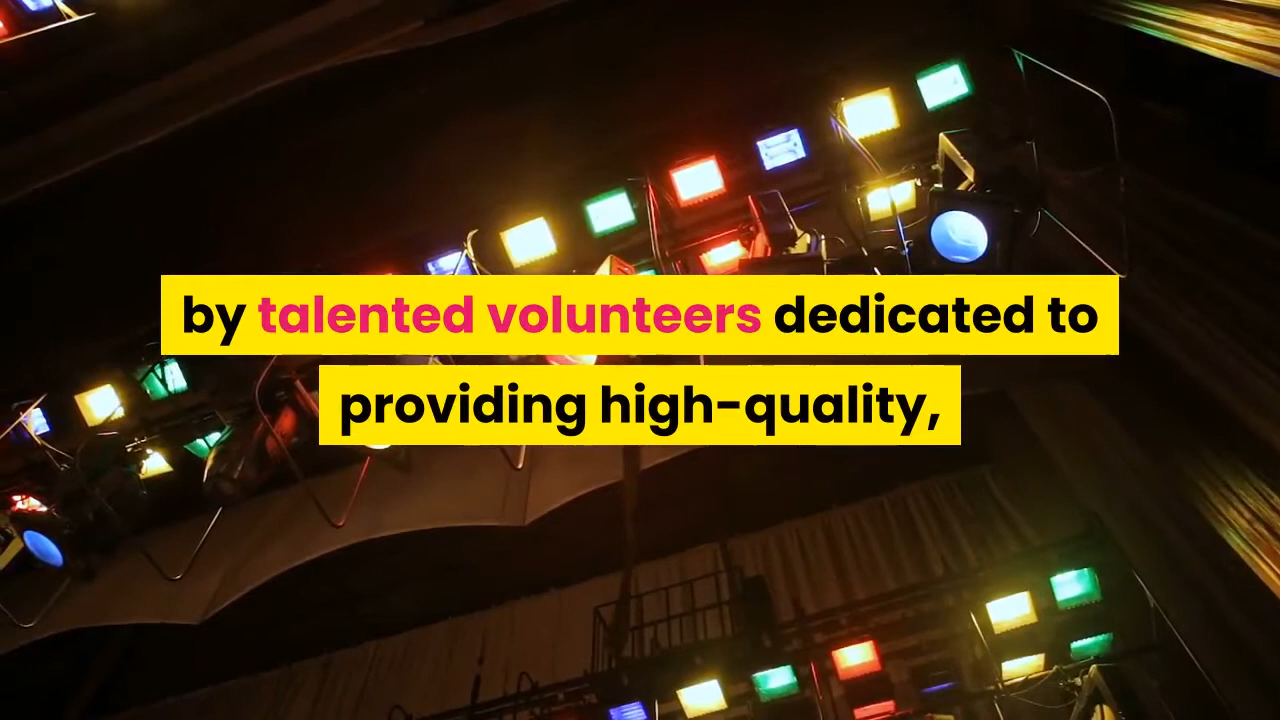 by talented volunteers dedicated to
providing high-quality,